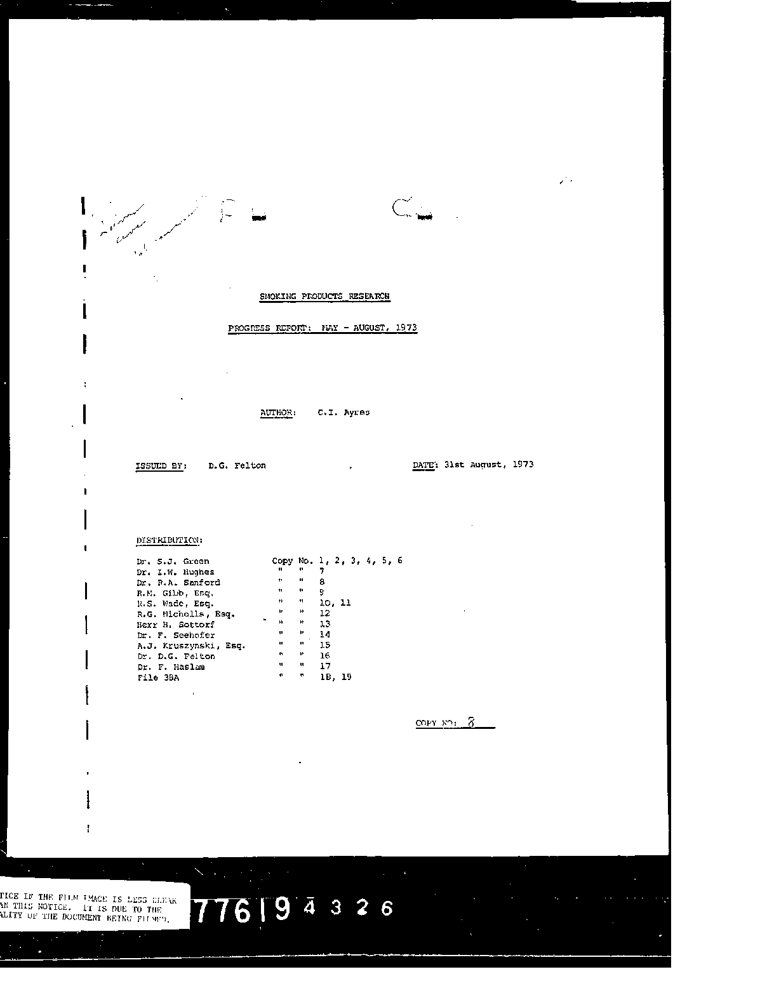 SMOKING PRODUCTS RESEARCH
PROGRESS REPORT: MAY - AUGUST, 1973
AUTHOR: C.I. Ayres
ISSUED BY: D.G. Felton DATE: 31st August, 1973
DISTRIBUTION:
Dr. S.J. Green Copy No. 1, 2, 3, 4, 5, 6
Dr. I.W. Hughes " " 7
Dr. R.A. Sanford " " 8
R.M. Gibb, Esq. " " 9
R.S. Wade, Esq. " " 10, 11
R.G. Nicholls, Esq. " " 12
Herr H. Sottorf " " 13
Dr. F. Seehofer " " 14
A.J. Kruszynski, Esq. " " 15
Dr. D.G. Felton " " 16
Dr. F. Haslam " " 17
File 38A " " 18, 19
COPY NO: 8
TICE IF THE FILM IMAGE IS LESS CLEAR
AN THIS NOTICE. IT IS DUE TO THE
ALITY OF THE DOCUMENT BEING FILMED.
776194326